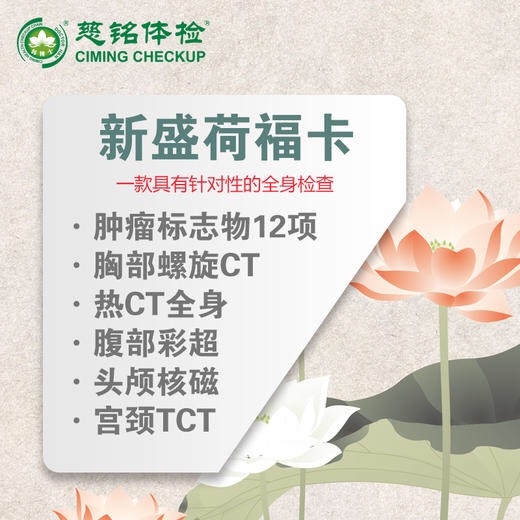 慈铭体检®
CIMING CHECKUP
新盛荷福卡
一款具有针对性的全身检查
· 肿瘤标志物12项
· 胸部螺旋CT
· 热CT全身
· 腹部彩超
· 头颅核磁
· 宫颈TCT